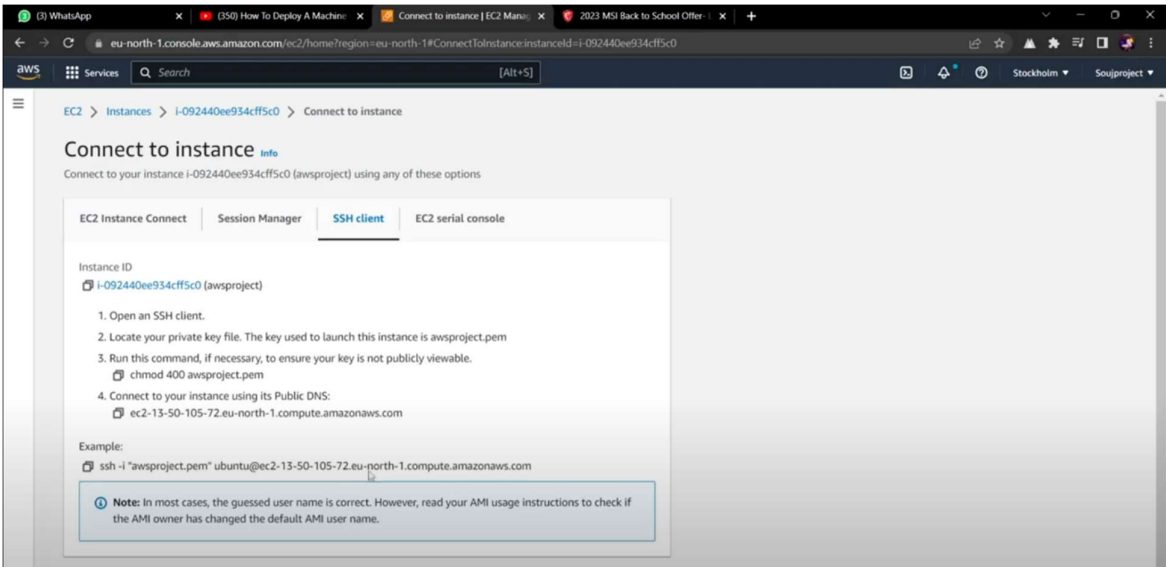 (3) WhatsApp
(350) How To Deploy A Machine
Connect to instance | EC2 Manag
2023 MSI Back to School Offer-
eu-north-1.console.aws.amazon.com/ec2/home?region=eu-north-1#ConnectToInstance:instanceId=i-092440ee934cff5c0
aws
Services
Search
[Alt+S]
Stockholm
Soujproject
EC2 > Instances > i-092440ee934cff5c0 > Connect to instance
Connect to instance Info
Connect to your instance i-092440ee934cff5c0 (awsproject) using any of these options
EC2 Instance Connect
Session Manager
SSH client
EC2 serial console
Instance ID
i-092440ee934cff5c0 (awsproject)
1. Open an SSH client.
2. Locate your private key file. The key used to launch this instance is awsproject.pem
3. Run this command, if necessary, to ensure your key is not publicly viewable.
chmod 400 awsproject.pem
4. Connect to your instance using its Public DNS:
ec2-13-50-105-72.eu-north-1.compute.amazonaws.com
Example:
ssh -i "awsproject.pem" ubuntu@ec2-13-50-105-72.eu-north-1.compute.amazonaws.com
Note: In most cases, the guessed user name is correct. However, read your AMI usage instructions to check if
the AMI owner has changed the default AMI user name.